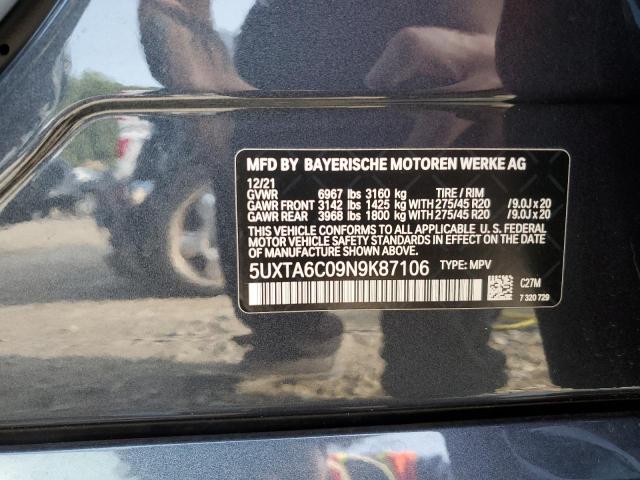 MFD BY BAYERISCHE MOTOREN WERKE AG
12/21
GVWR 6967 lbs 3160 kg TIRE / RIM
GAWR FRONT 3142 lbs 1425 kg WITH 275/45 R20 /9.0J x 20
GAWR REAR 3968 lbs 1800 kg WITH 275/45 R20 /9.0J x 20
THIS VEHICLE CONFORMS TO ALL APPLICABLE U. S. FEDERAL
MOTOR VEHICLE SAFETY STANDARDS IN EFFECT ON THE DATE
OF MANUFACTURE SHOWN ABOVE.
5UXTA6C09N9K87106 TYPE: MPV
C27M
7 320 729